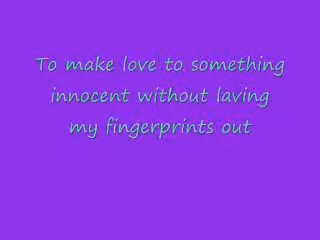 To make love to something
innocent without laving
my fingerprints out